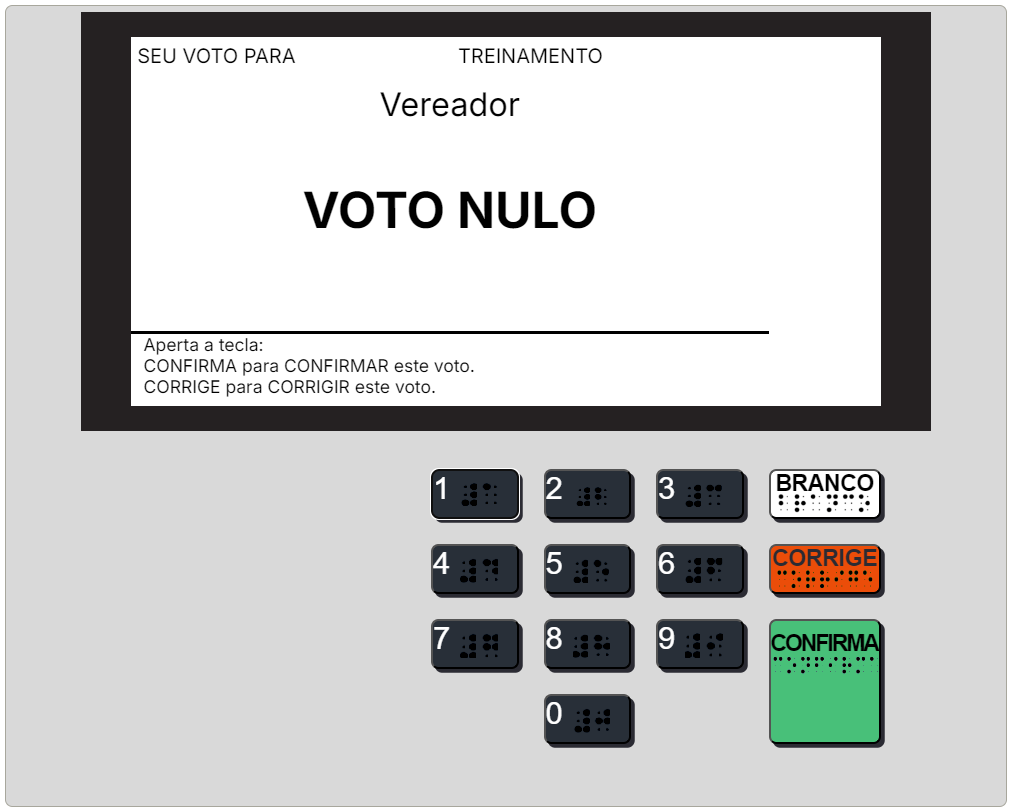 SEU VOTO PARA TREINAMENTO
Vereador
VOTO NULO
Aperta a tecla:
CONFIRMA para CONFIRMAR este voto.
CORRIGE para CORRIGIR este voto.
1 2 3 BRANCO
4 5 6 CORRIGE
7 8 9 CONFIRMA
0